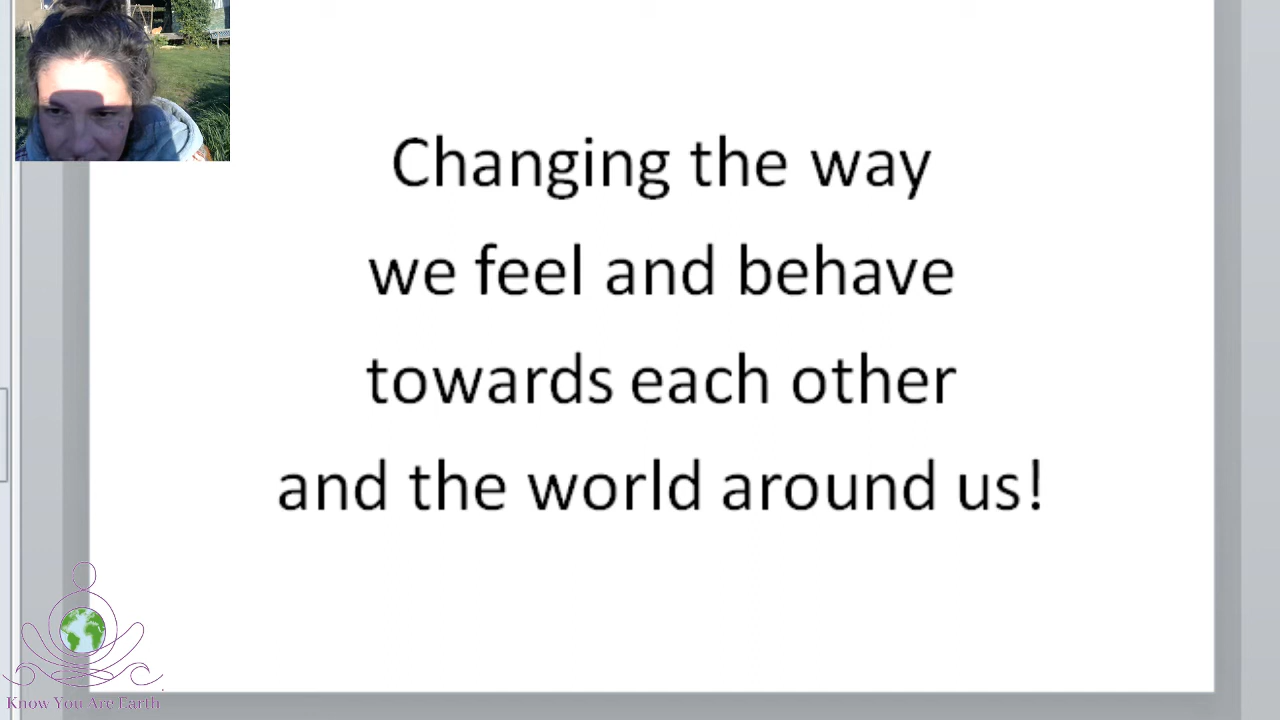 Changing the way
we feel and behave
towards each other
and the world around us!
Know You Are Earth